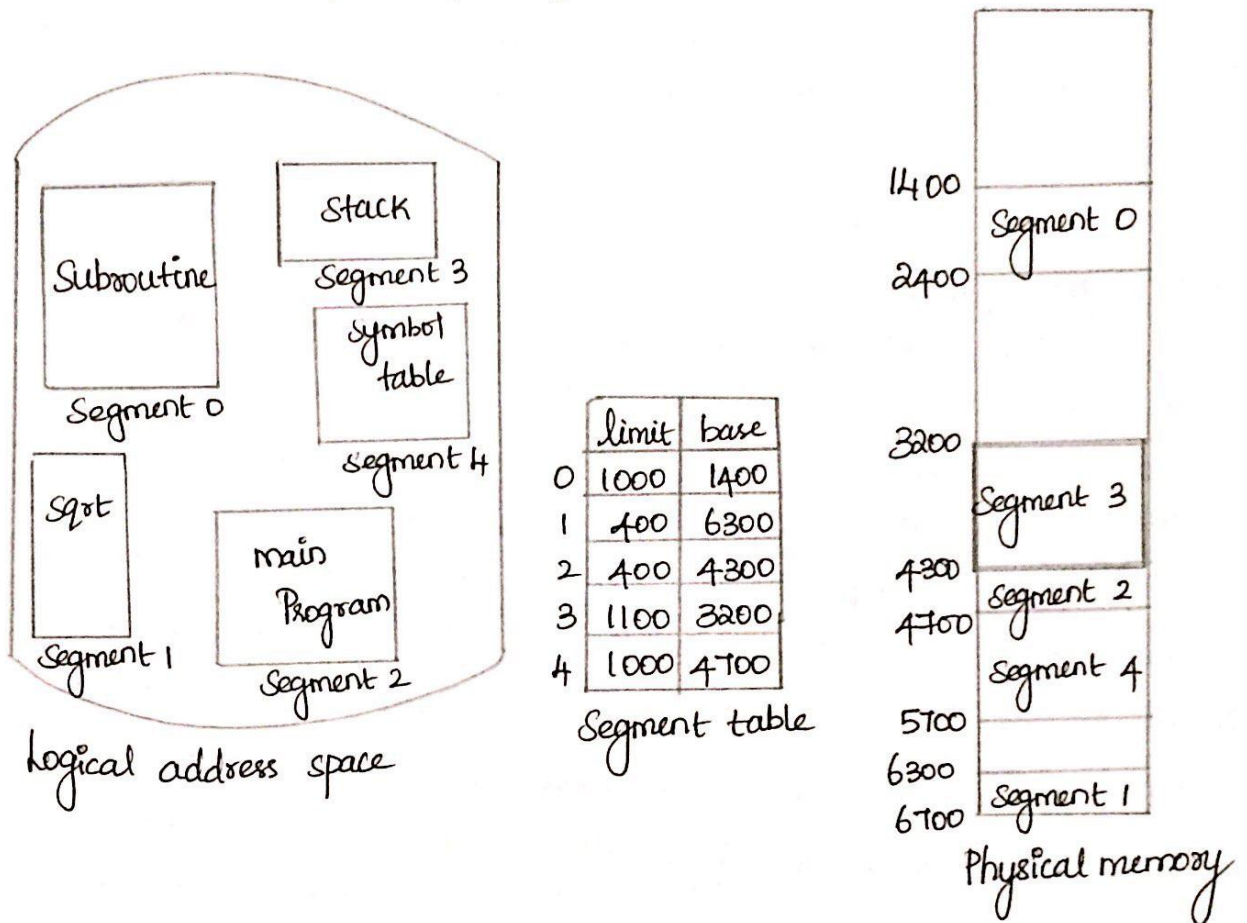 Subroutine
Segment 0
Stack
Segment 3
Symbol
table
Segment 4
Sqrt
Segment 1
main
Program
Segment 2
Logical address space
limit base
0 1000 1400
1 400 6300
2 400 4300
3 1100 3200
4 1000 4700
Segment table
1400
Segment 0
2400
3200
Segment 3
4300
Segment 2
4700
Segment 4
5700
6300
Segment 1
6700
Physical memory